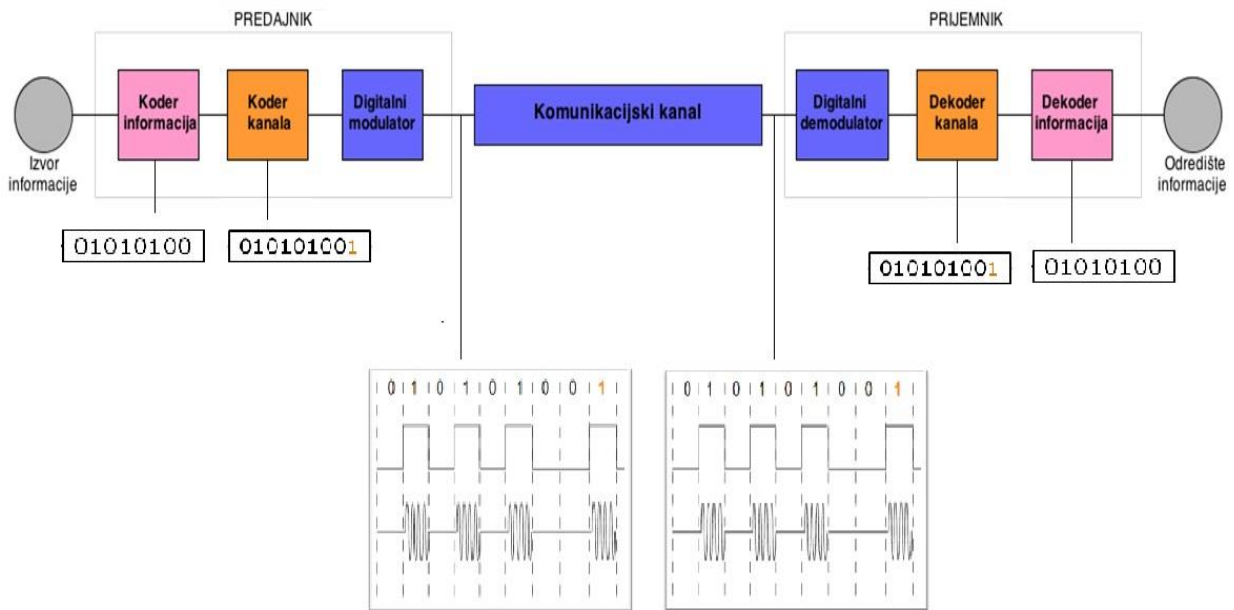 PREDAJNIK
PRIJEMNIK
Izvor
informacije
Koder
informacija
Koder
kanala
Digitalni
modulator
Komunikacijski kanal
Digitalni
demodulator
Dekoder
kanala
Dekoder
informacija
Odredište
informacije
01010100
010101001
010101001
01010100
0 1 0 1 0 1 0 0 1
0 1 0 1 0 1 0 0 1